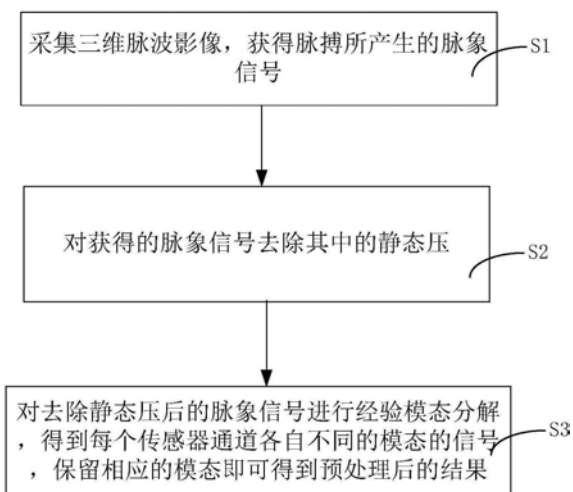 采集三维脉波影像，获得脉搏所产生的脉象
信号
S1
对获得的脉象信号去除其中的静态压
S2
对去除静态压后的脉象信号进行经验模态分解
，得到每个传感器通道各自不同的模态的信号
，保留相应的模态即可得到预处理后的结果
S3